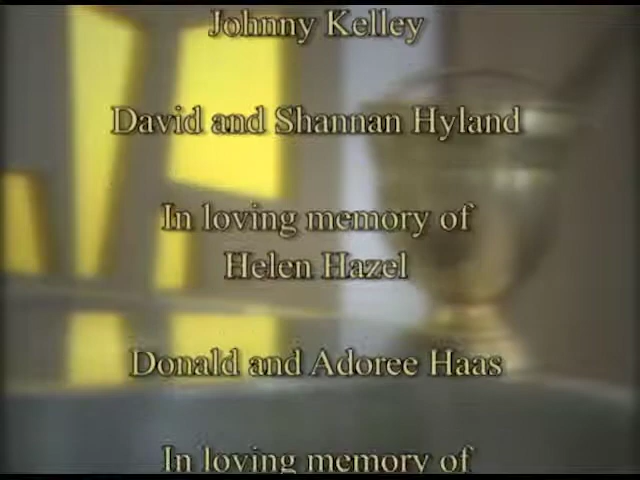 Johnny Kelley
David and Shannan Hyland
In loving memory of
Helen Hazel
Donald and Adoree Haas
In loving memory of